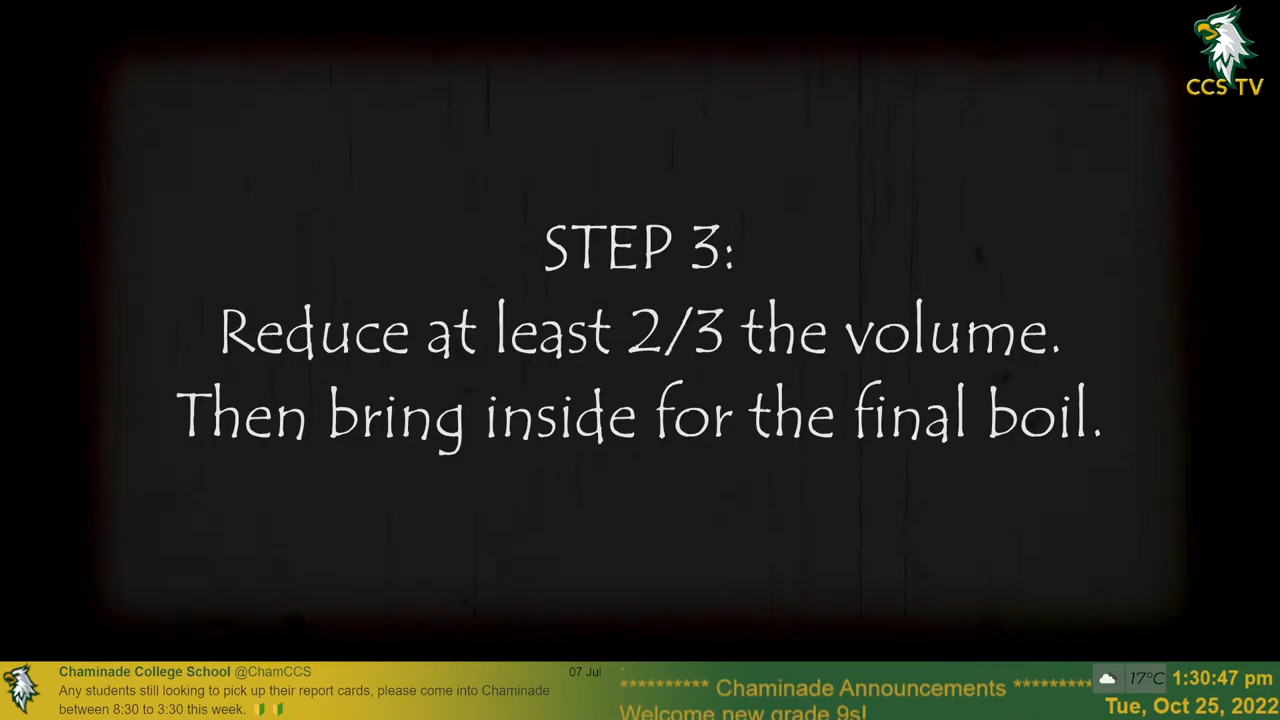 CCS TV
STEP 3:
Reduce at least 2/3 the volume.
Then bring inside for the final boil.
Chaminade College School @ChamCCS
07 Jul
Any students still looking to pick up their report cards, please come into Chaminade
between 8:30 to 3:30 this week.
********** Chaminade Announcements *********
Welcome new grade 9s!
17°C
1:30:47 pm
Tue, Oct 25, 2022